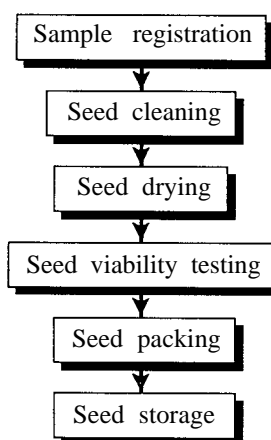 Sample registration
Seed cleaning
Seed drying
Seed viability testing
Seed packing
Seed storage